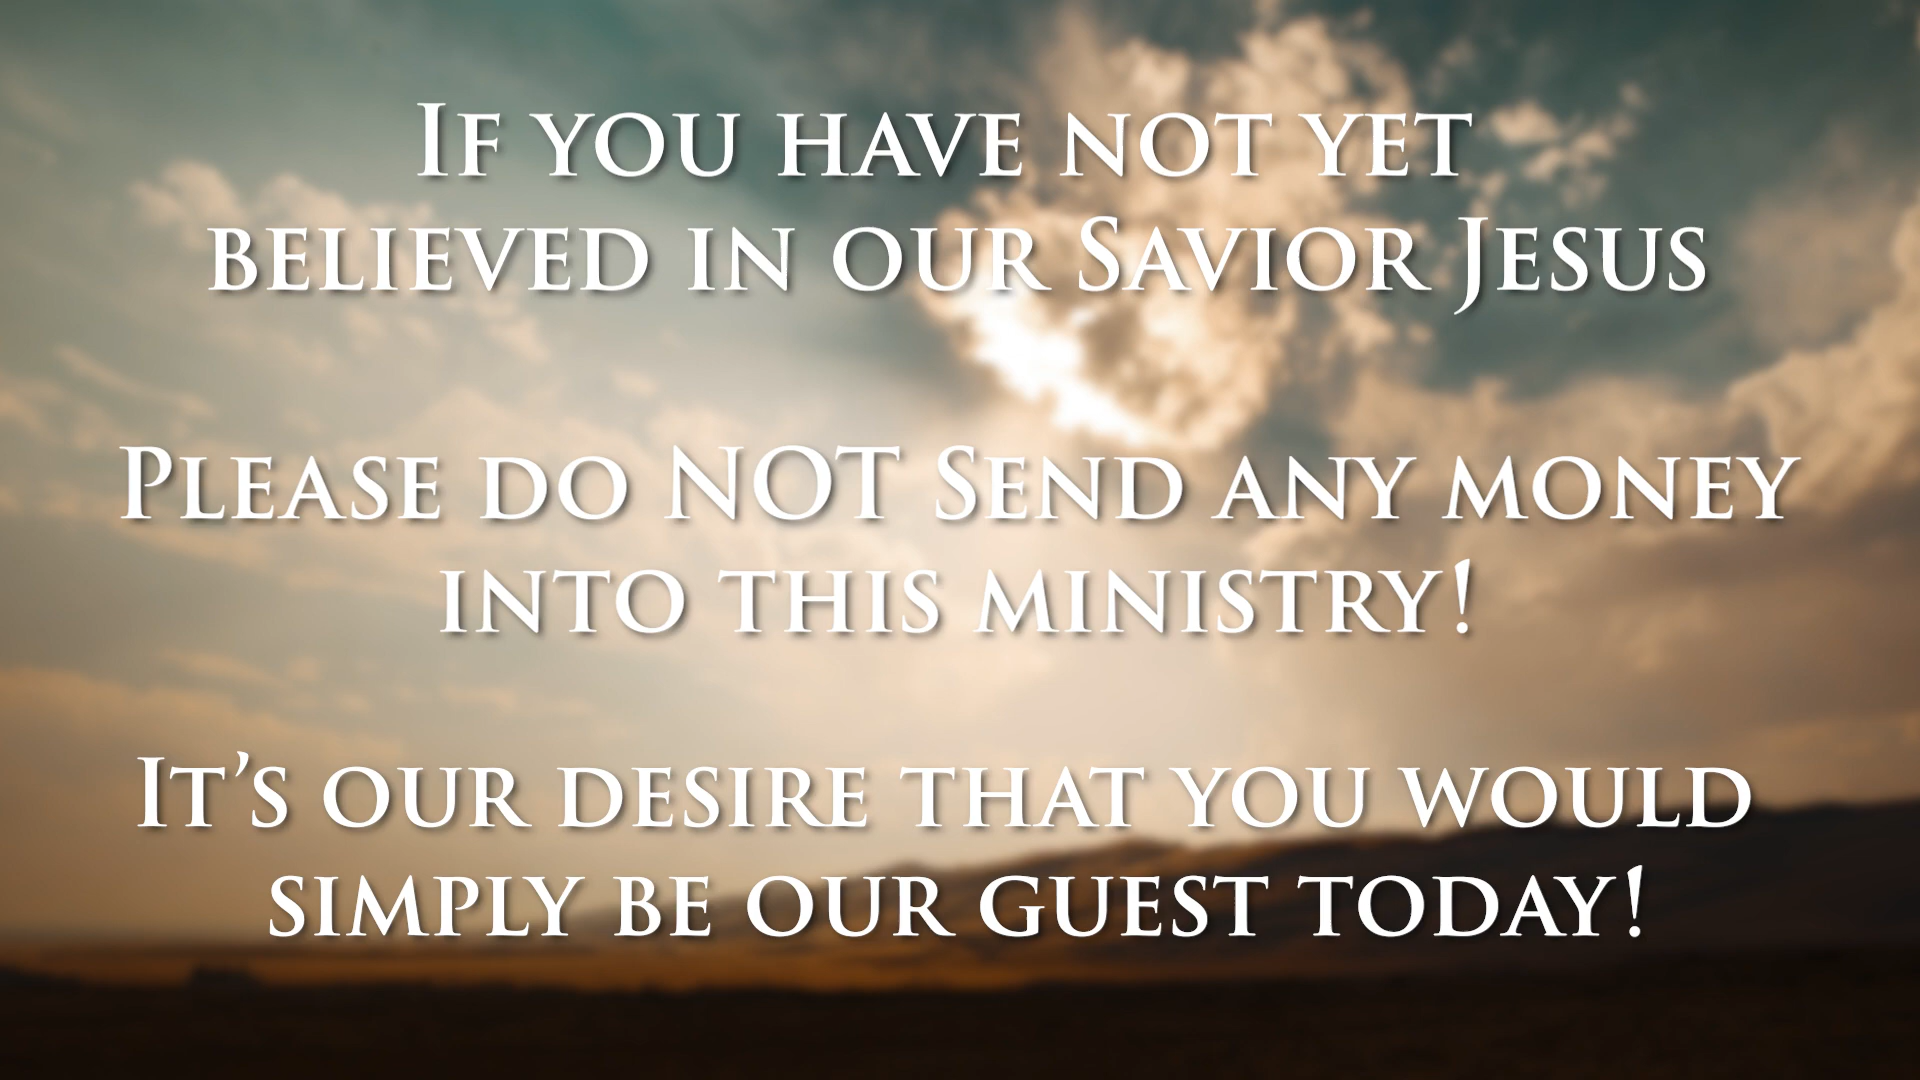 If you have not yet
believed in our Savior Jesus
Please do NOT Send any money
into this ministry!
It's our desire that you would
simply be our guest today!